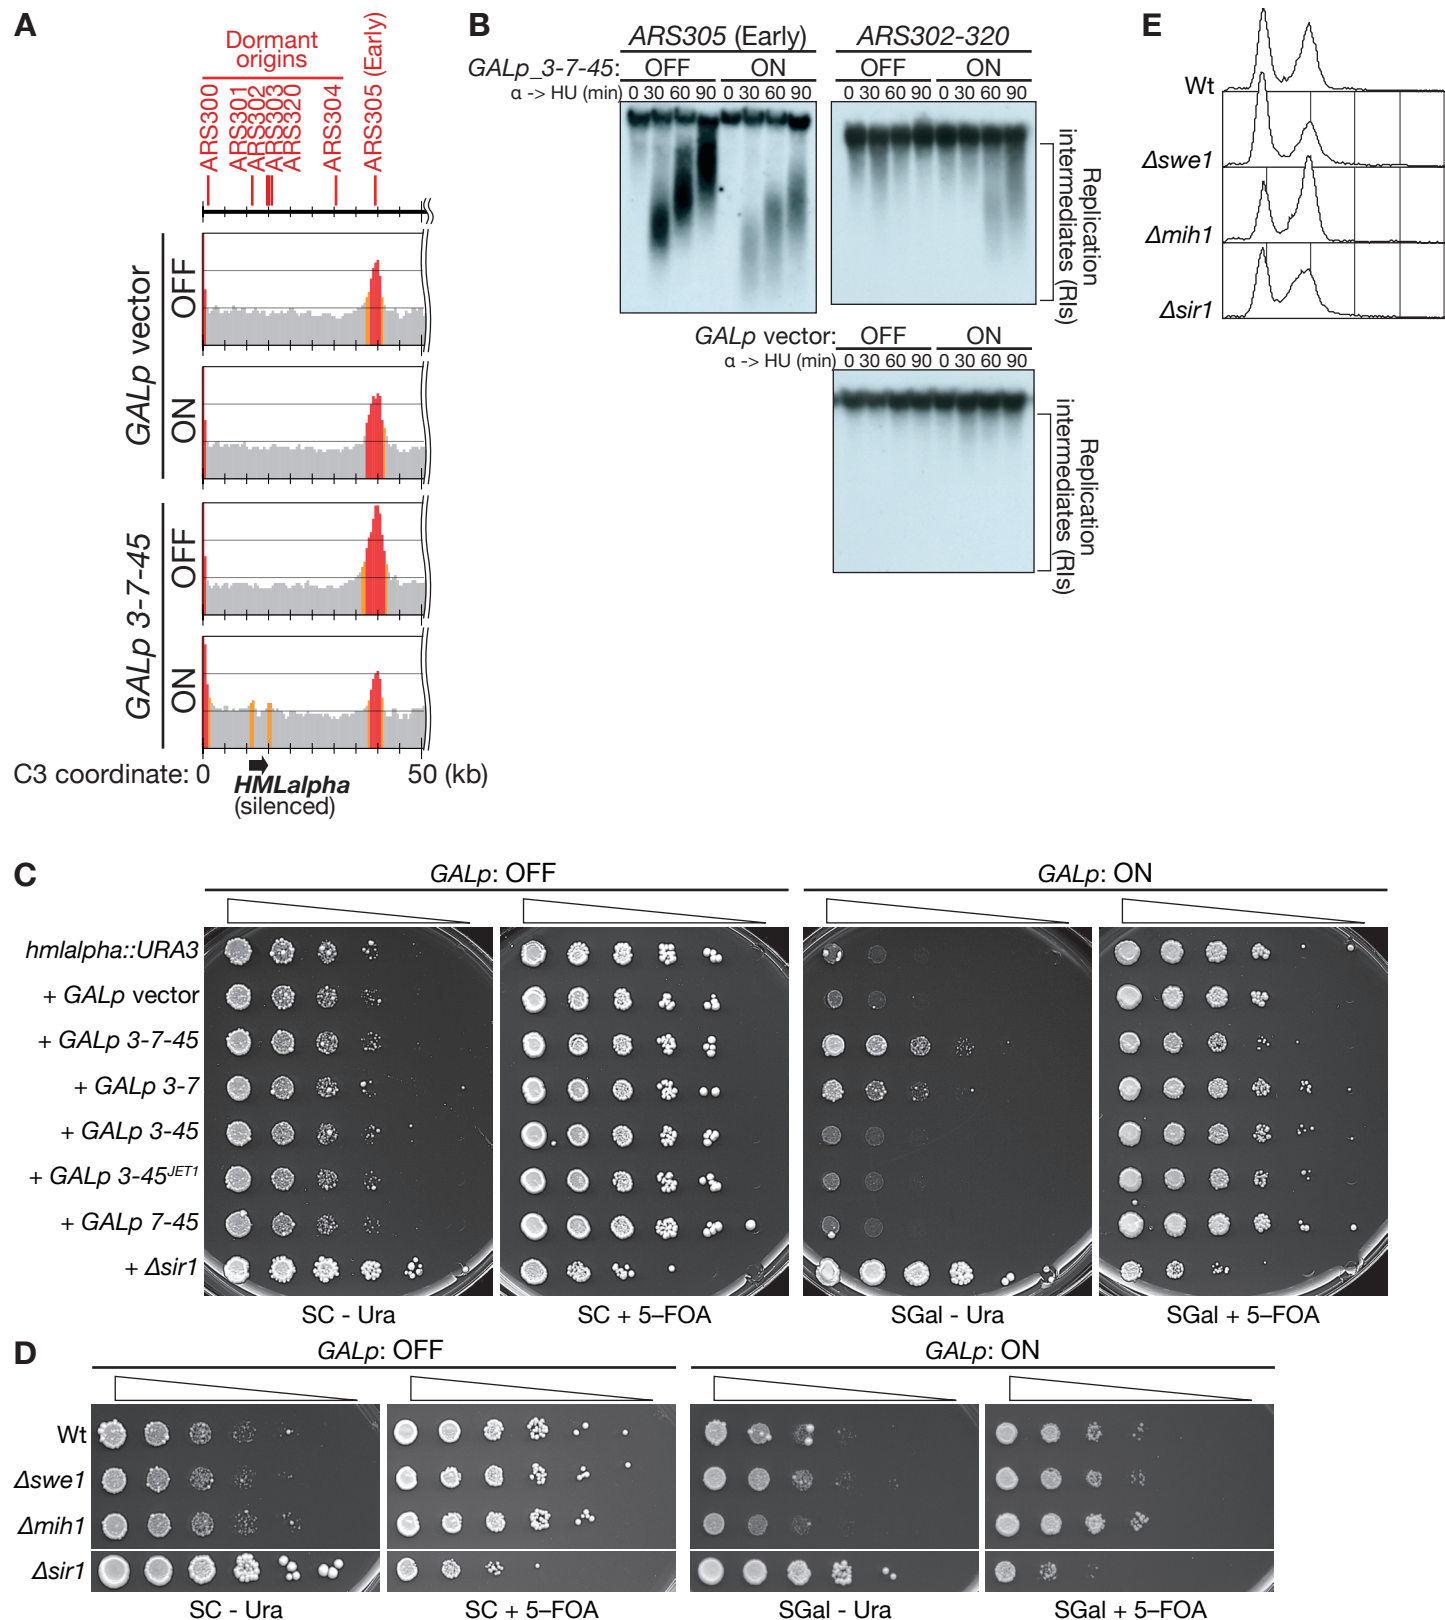 A
Dormant
origins
ARS300
ARS301
ARS302
ARS303
ARS320
ARS304
ARS305 (Early)
GALp vector
OFF
ON
GALp 3-7-45
OFF
ON
C3 coordinate: 0
50 (kb)
HMLalpha
(silenced)
B
ARS305 (Early)
ARS302-320
GALp_3-7-45:
OFF
ON
OFF
ON
α -> HU (min)
0 30 60 90 0 30 60 90
0 30 60 90 0 30 60 90
Replication
intermediates (RIs)
GALp vector:
OFF
ON
α -> HU (min)
0 30 60 90 0 30 60 90
Replication
intermediates (RIs)
E
Wt
Δswe1
Δmih1
Δsir1
C
GALp: OFF
GALp: ON
hmlalpha::URA3
+ GALp vector
+ GALp 3-7-45
+ GALp 3-7
+ GALp 3-45
+ GALp 3-45JET1
+ GALp 7-45
+ Δsir1
SC - Ura
SC + 5–FOA
SGal - Ura
SGal + 5–FOA
D
GALp: OFF
GALp: ON
Wt
Δswe1
Δmih1
Δsir1
SC - Ura
SC + 5–FOA
SGal - Ura
SGal + 5–FOA